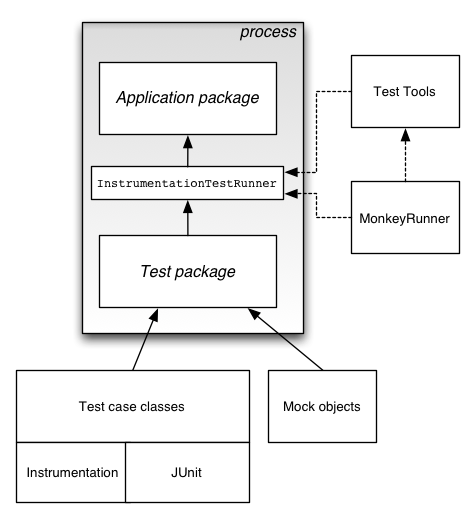 process
Application package
Test Tools
InstrumentationTestRunner
MonkeyRunner
Test package
Test case classes
Mock objects
Instrumentation
JUnit